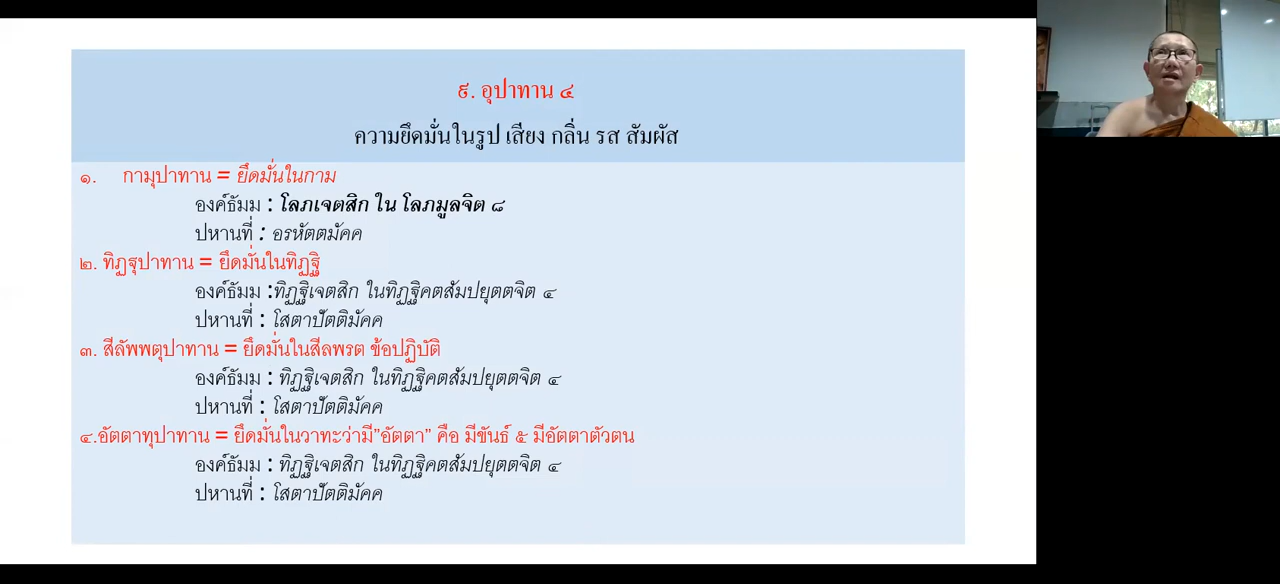 ๙. อุปาทาน ๔
ความยึดมั่นในรูป เสียง กลิ่น รส สัมผัส
๑. กามุปาทาน = ยึดมั่นในกาม
องค์ธัมม : โลภเจตสิก ใน โลภมูลจิต ๘
ปหานที่ : อรหัตตมัคค
๒. ทิฏฐุปาทาน = ยึดมั่นในทิฏฐิ
องค์ธัมม :ทิฏฐิเจตสิก ในทิฏฐิคตสัมปยุตตจิต ๔
ปหานที่ : โสตาปัตติมัคค
๓. สีลัพพตุปาทาน = ยึดมั่นในสีลพรต ข้อปฏิบัติ
องค์ธัมม : ทิฏฐิเจตสิก ในทิฏฐิคตสัมปยุตตจิต ๔
ปหานที่ : โสตาปัตติมัคค
๔.อัตตาทุปาทาน = ยึดมั่นในวาทะว่ามี"อัตตา" คือ มีขันธ์ ๕ มีอัตตาตัวตน
องค์ธัมม : ทิฏฐิเจตสิก ในทิฏฐิคตสัมปยุตตจิต ๔
ปหานที่ : โสตาปัตติมัคค